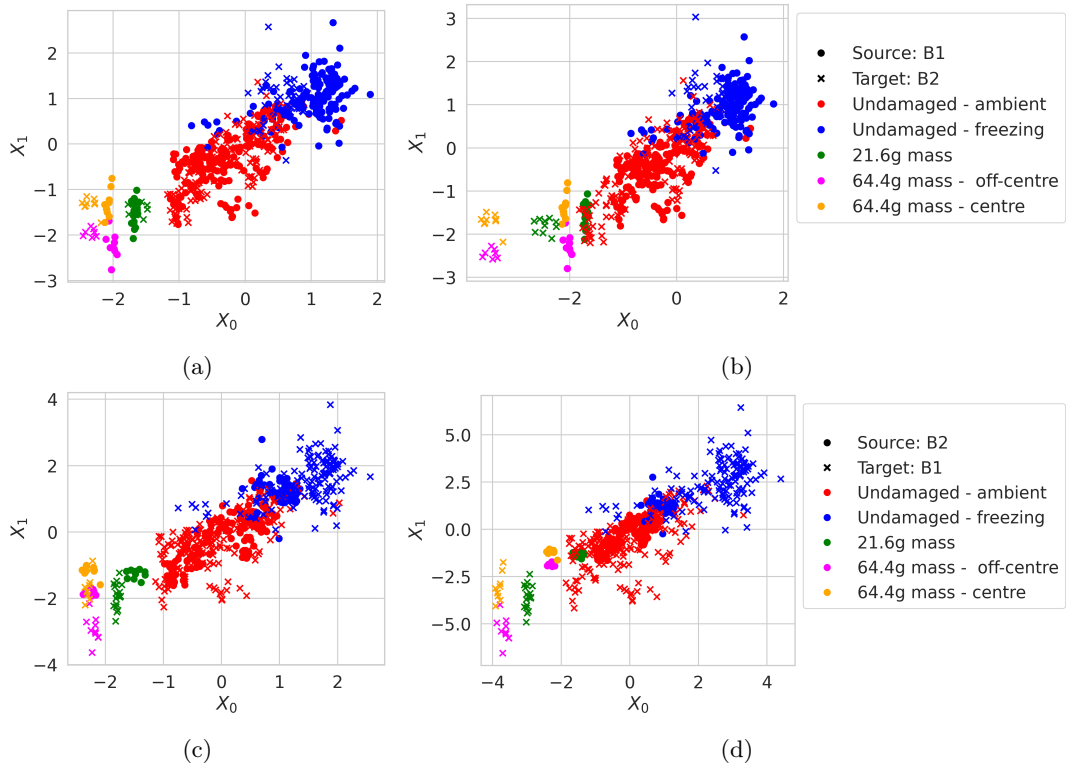 3
2
1
0
−1
−2
−3
−2
−1
0
1
2
X₁
X₀
(a)
3
2
1
0
−1
−2
−3
−2
0
2
X₁
X₀
(b)
Source: B1
Target: B2
Undamaged - ambient
Undamaged - freezing
21.6g mass
64.4g mass - off-centre
64.4g mass - centre
4
2
0
−2
−4
−2
−1
0
1
2
X₁
X₀
(c)
5.0
2.5
0.0
−2.5
−5.0
−4
−2
0
2
4
X₁
X₀
(d)
Source: B2
Target: B1
Undamaged - ambient
Undamaged - freezing
21.6g mass
64.4g mass - off-centre
64.4g mass - centre